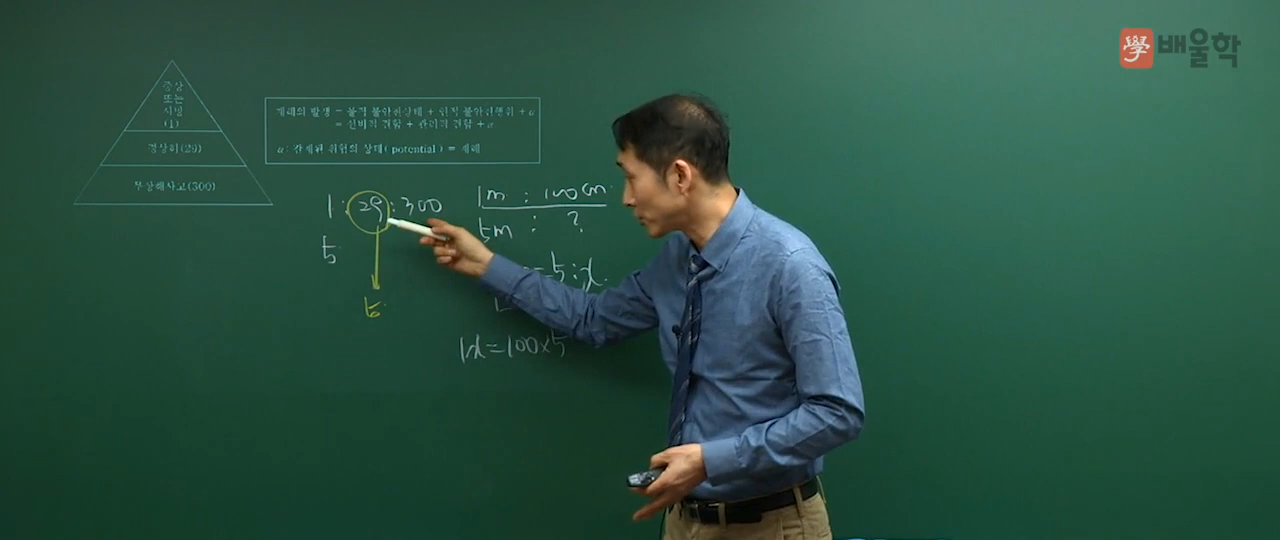 學 배울학
중상
또는
사망
(1)
경상해(29)
무상해사고(300)
재해의 발생 = 물적 불안전상태 + 인적 불안전행위 + α
= 설비적 결함 + 관리적 결함 + α
α: 잠재된 위험의 상태(potential) = 재해
1 : 29 : 300
5
5
1m : 100cm
5m : ?
= 5 : x
1x = 100 × 5